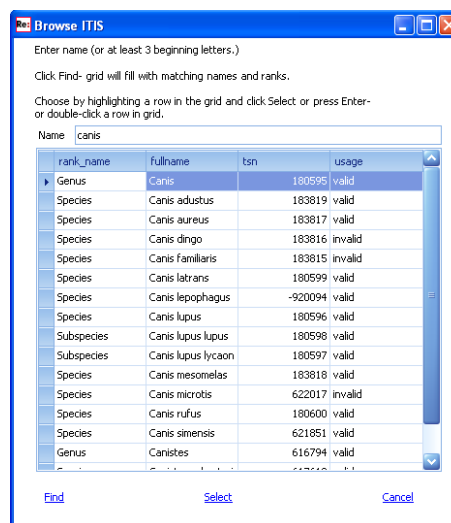 Re: Browse ITIS
Enter name (or at least 3 beginning letters.)
Click Find- grid will fill with matching names and ranks.
Choose by highlighting a row in the grid and click Select or press Enter-
or double-click a row in grid.
Name canis
rank_name fullname tsn usage
Genus Canis 180595 valid
Species Canis adustus 183819 valid
Species Canis aureus 183817 valid
Species Canis dingo 183816 invalid
Species Canis familiaris 183815 invalid
Species Canis latrans 180599 valid
Species Canis lepophagus -920094 valid
Species Canis lupus 180596 valid
Subspecies Canis lupus lupus 180598 valid
Subspecies Canis lupus lycaon 180597 valid
Species Canis mesomelas 183818 valid
Species Canis microtis 622017 invalid
Species Canis rufus 180600 valid
Species Canis simensis 621851 valid
Genus Canistes 616794 valid
Find Select Cancel